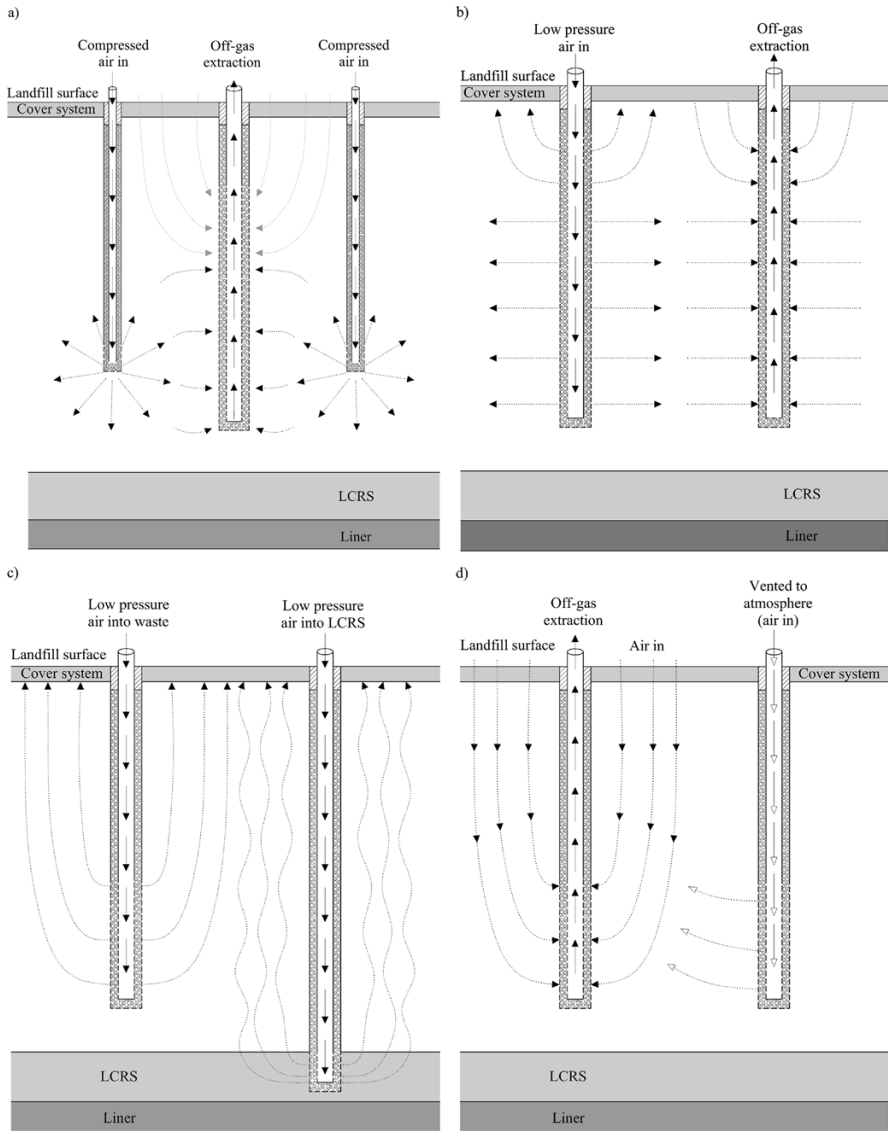 a)
Compressed
air in
Off-gas
extraction
Compressed
air in
Landfill surface
Cover system
LCRS
Liner
b)
Low pressure
air in
Off-gas
extraction
Landfill surface
Cover system
LCRS
Liner
c)
Low pressure
air into waste
Low pressure
air into LCRS
Landfill surface
Cover system
LCRS
Liner
d)
Off-gas
extraction
Vented to
atmosphere
(air in)
Landfill surface
Air in
Cover system
LCRS
Liner